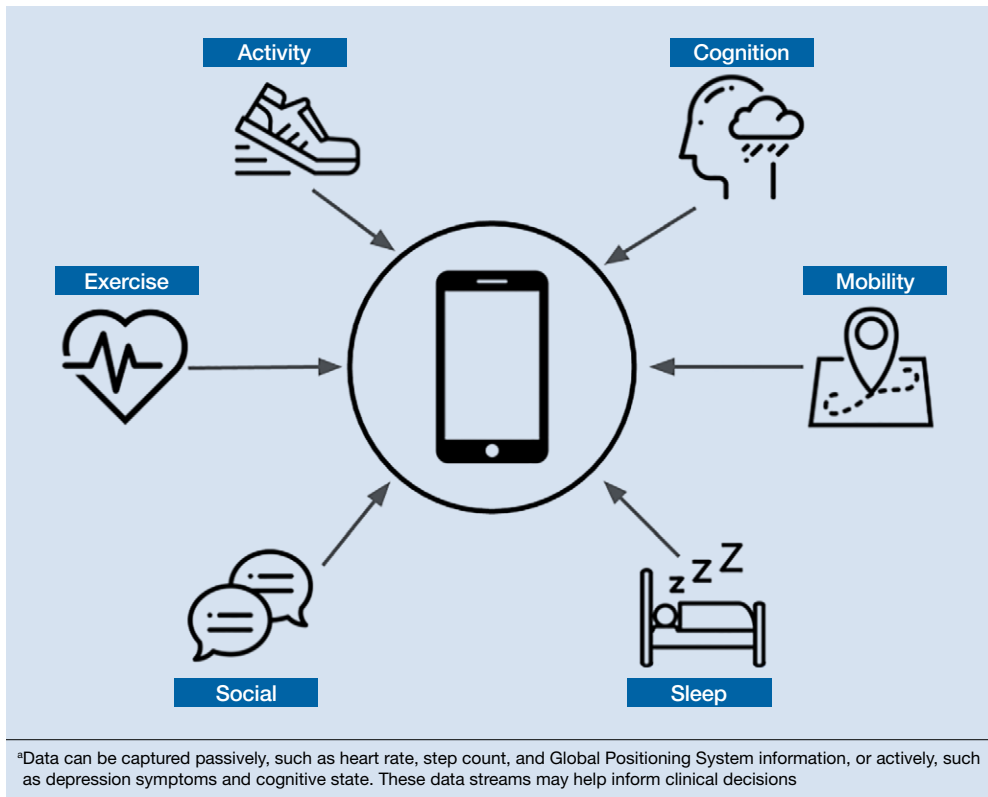 Activity
Cognition
Exercise
Mobility
z Z Z
Social
Sleep
ᵃData can be captured passively, such as heart rate, step count, and Global Positioning System information, or actively, such
as depression symptoms and cognitive state. These data streams may help inform clinical decisions